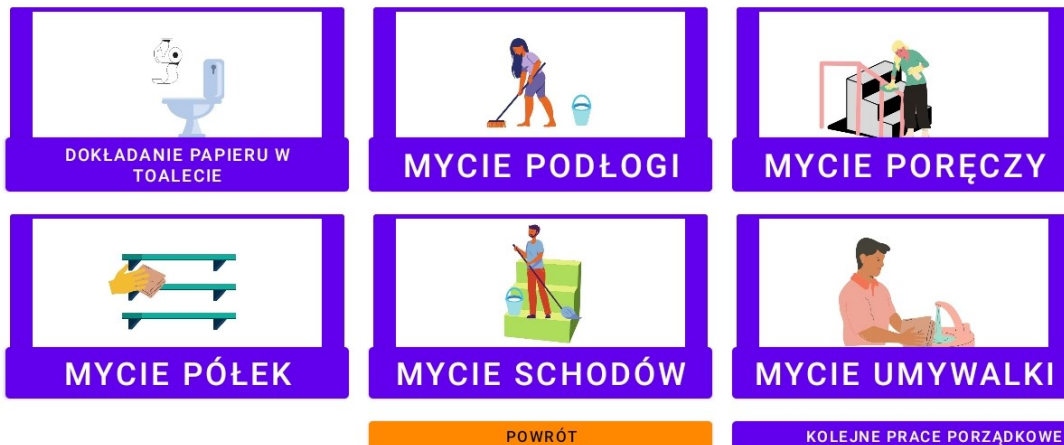 DOKŁADANIE PAPIERU W
TOALECIE
MYCIE PODŁOGI
MYCIE PORĘCZY
MYCIE PÓŁEK
MYCIE SCHODÓW
MYCIE UMYWALKI
POWRÓT
KOLEJNE PRACE PORZĄDKOWE